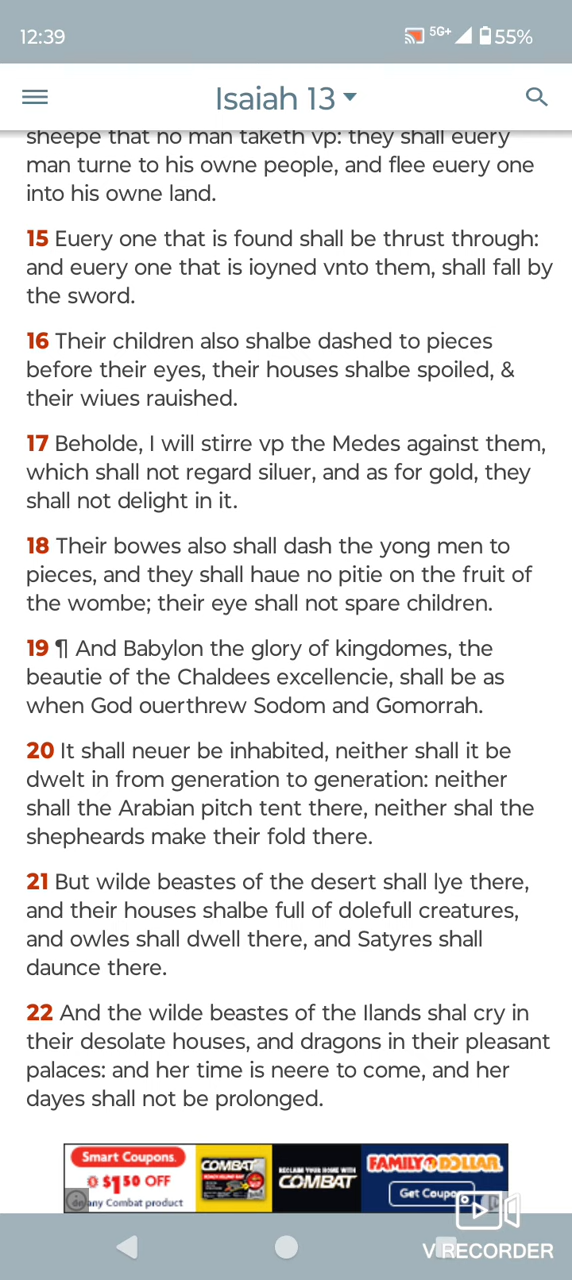 12:39
5G+ 55%
Isaiah 13
sheepe that no man taketh vp: they shall euery
man turne to his owne people, and flee euery one
into his owne land.
15 Euery one that is found shall be thrust through:
and euery one that is ioyned vnto them, shall fall by
the sword.
16 Their children also shalbe dashed to pieces
before their eyes, their houses shalbe spoiled, &
their wiues rauished.
17 Beholde, I will stirre vp the Medes against them,
which shall not regard siluer, and as for gold, they
shall not delight in it.
18 Their bowes also shall dash the yong men to
pieces, and they shall haue no pitie on the fruit of
the wombe; their eye shall not spare children.
19 ¶ And Babylon the glory of kingdomes, the
beautie of the Chaldees excellencie, shall be as
when God ouerthrew Sodom and Gomorrah.
20 It shall neuer be inhabited, neither shall it be
dwelt in from generation to generation: neither
shall the Arabian pitch tent there, neither shal the
shepheards make their fold there.
21 But wilde beastes of the desert shall lye there,
and their houses shalbe full of dolefull creatures,
and owles shall dwell there, and Satyres shall
daunce there.
22 And the wilde beastes of the Ilands shal cry in
their desolate houses, and dragons in their pleasant
palaces: and her time is neere to come, and her
dayes shall not be prolonged.
Smart Coupons.
$1.50 OFF
any Combat product
COMBAT
RECLAIM YOUR HOME WITH
COMBAT
FAMILY DOLLAR
Get Coupo
V RECORDER